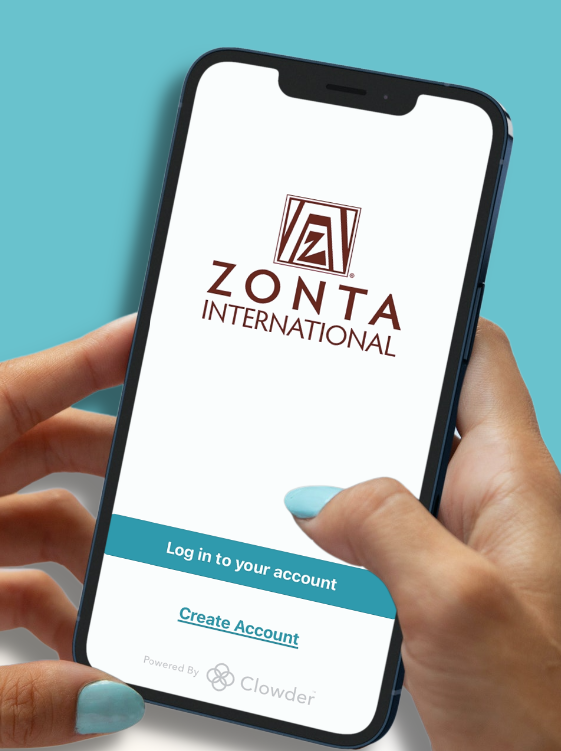 Z
®
ZONTA
INTERNATIONAL
Log in to your account
Create Account
Powered By Clowder